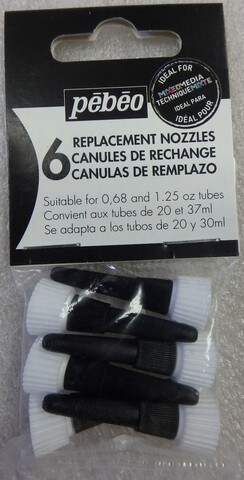 pébéo
IDEAL FOR
MIXEDMEDIA
TECHNIQUEMIXTE
IDEAL PARA
IDÉAL POUR
6 REPLACEMENT NOZZLES
CANULES DE RECHANGE
CANULAS DE REMPLAZO
Suitable for 0,68 and 1.25 oz tubes
Convient aux tubes de 20 et 37ml
Se adapta a los tubos de 20 y 30ml